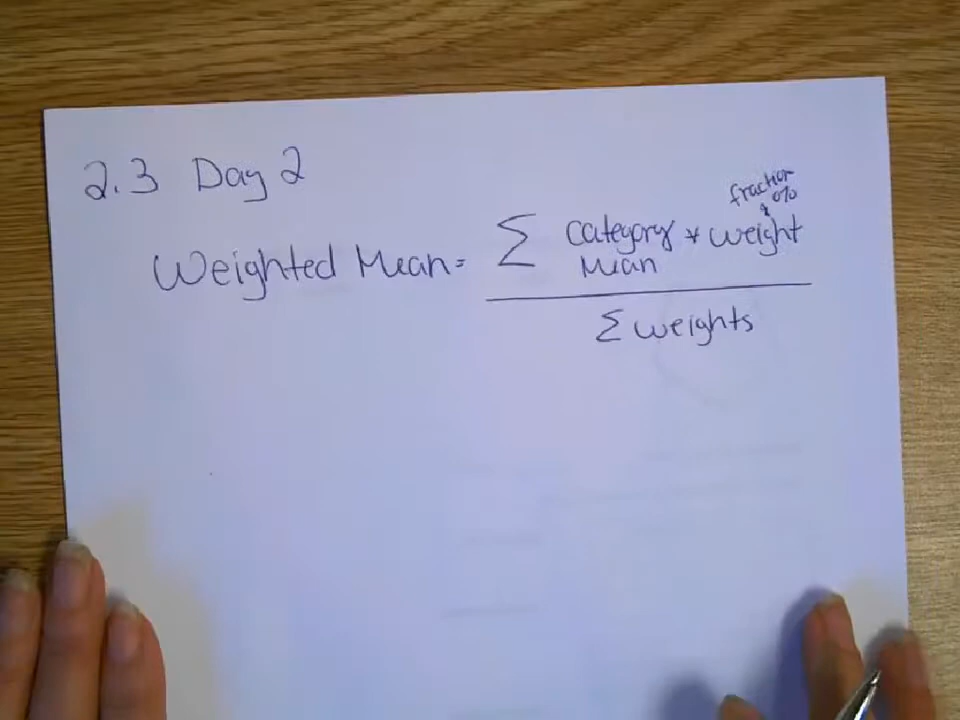 2.3 Day 2
fraction
%
Weighted Mean = Σ category * weight
Mean
Σ weights